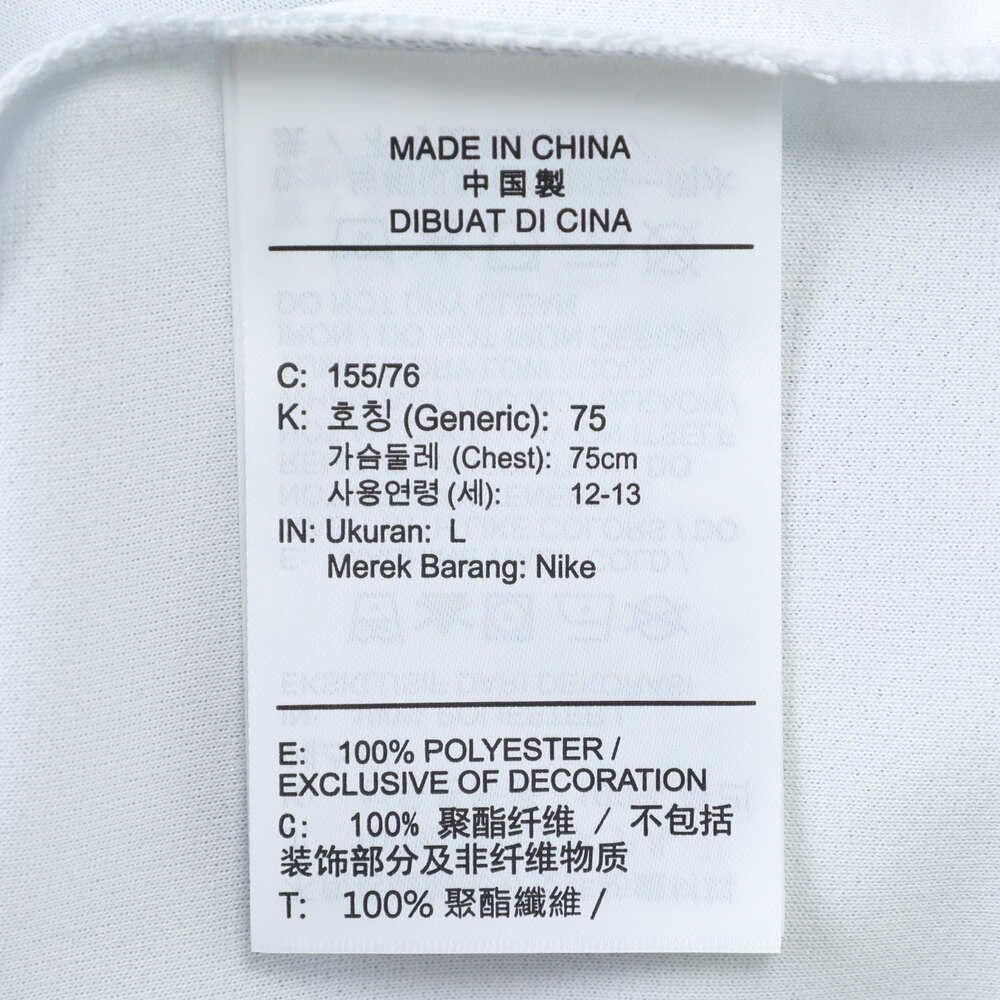 MADE IN CHINA
中国製
DIBUAT DI CINA
C: 155/76
K: 호칭 (Generic): 75
가슴둘레 (Chest): 75cm
사용연령 (세): 12-13
IN: Ukuran: L
Merek Barang: Nike
E: 100% POLYESTER /
EXCLUSIVE OF DECORATION
C: 100% 聚酯纤维 / 不包括
装饰部分及非纤维物质
T: 100% 聚酯纖維 /